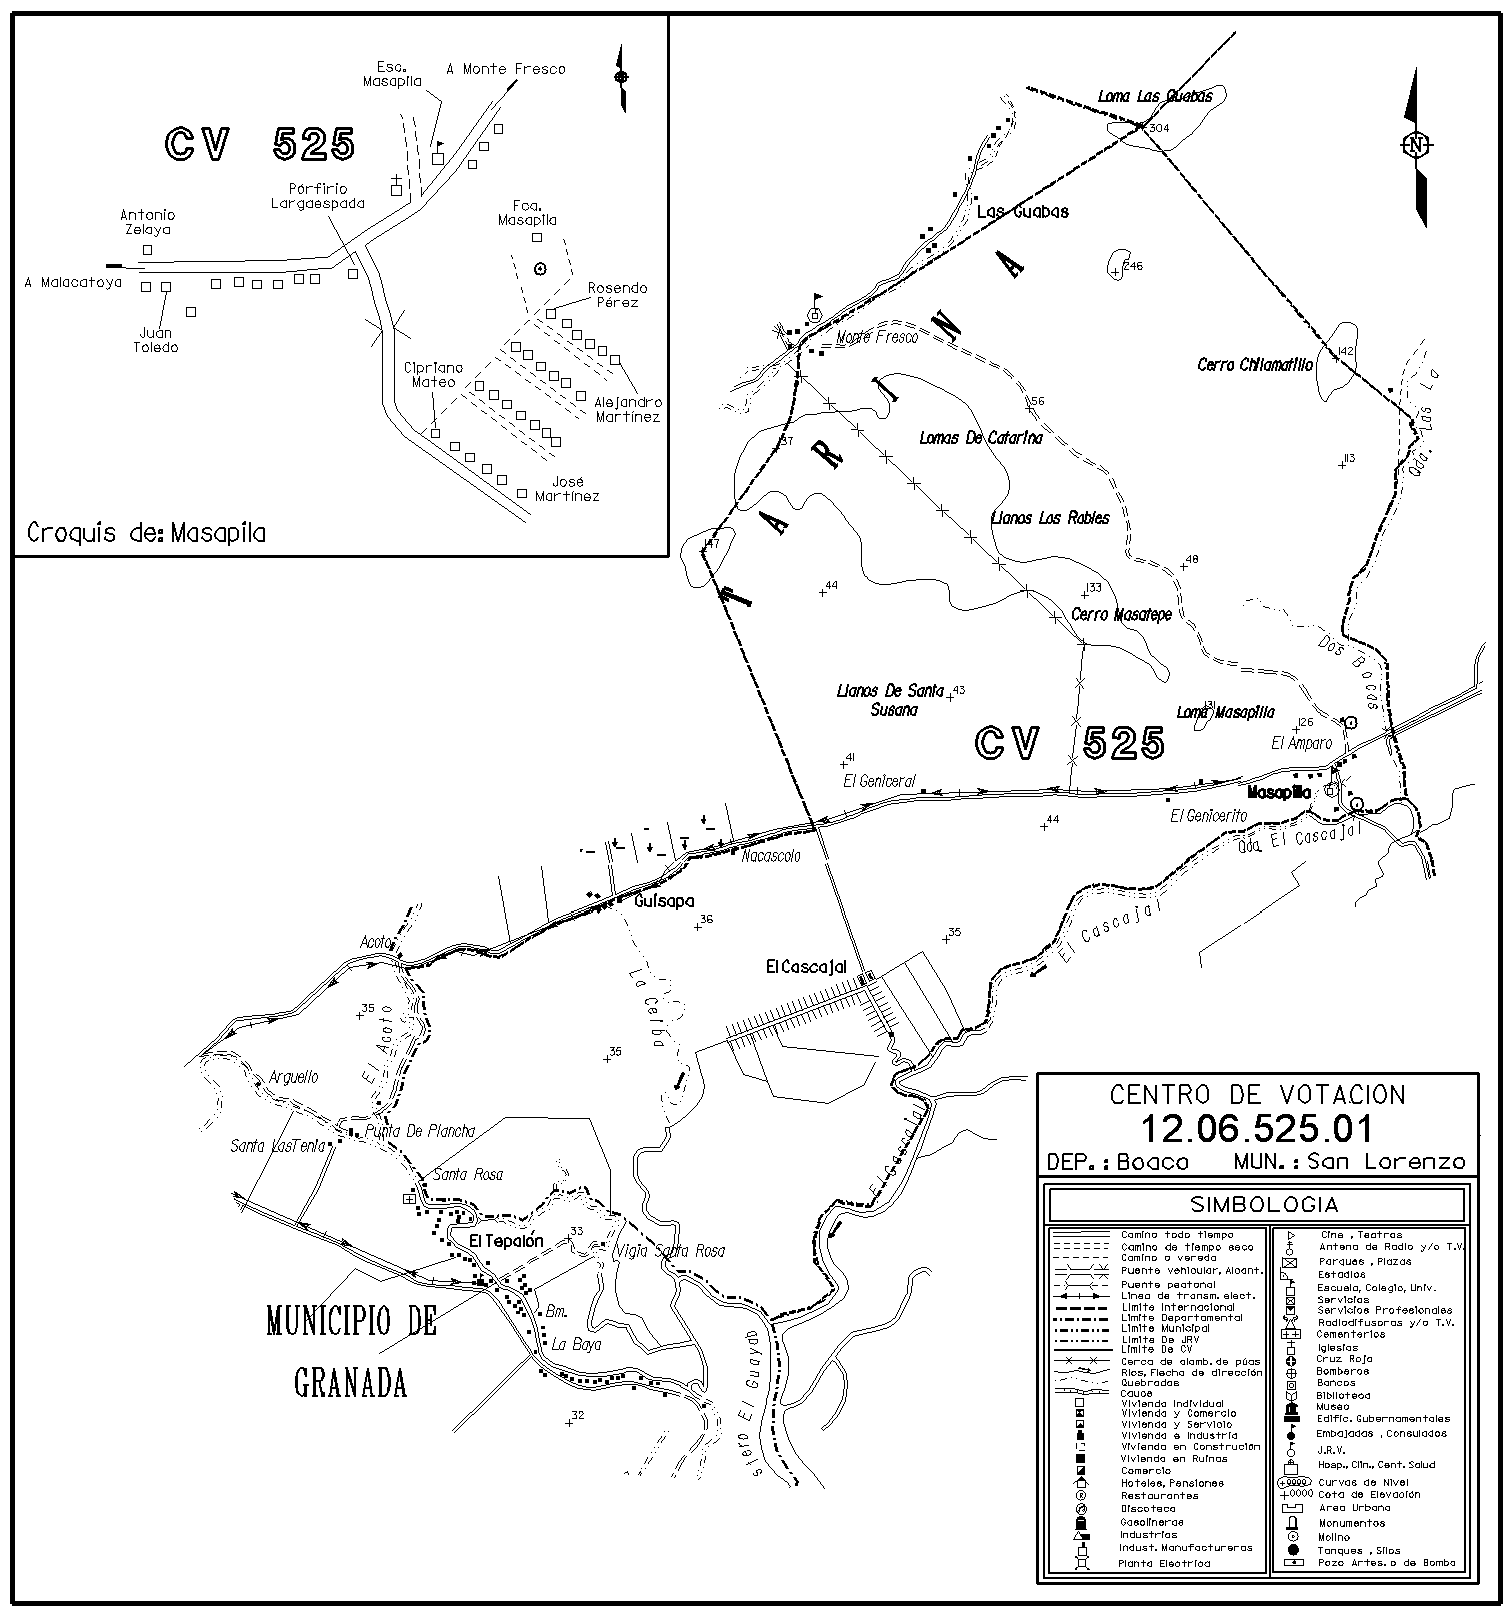 Esc.
Masapila
A Monte Fresco
CV 525
Pórfirio
Largaespada
Antonio
Zelaya
Fca.
Masapila
A Malacatoya
Rosendo
Pérez
Juan
Toledo
Cipriano
Mateo
Alejandro
Martínez
José
Martínez
Croquis de: Masapila
Loma Las Guabas
304
N
Las Guabas
246
Monte Fresco
142
Cerro Chilamatillo
56
Lomas De Catarina
137
113
Qda. Las La
TARINA
Llanos Los Robles
147
48
44
133
Cerro Masatepe
Dos Bocas
Llanos De Santa
Susana
43
131
Loma Masapilla
126
CV 525
El Amparo
41
El Geniceral
Masapilla
El Genicerito
44
Qda. El Cascajal
Nacascolo
Guisapa
36
El Cascajal
35
Acoto
El Cascajal
La Ceiba
35
El Acoto
35
Arguello
Punta De Plancha
Santa LasTenia
Santa Rosa
El Cascajal
El Tepalón
33
Vigia Santa Rosa
MUNICIPIO DE
GRANADA
Bm.
La Baya
32
stero El Guayab
CENTRO DE VOTACION
12.06.525.01
DEP.: Boaco MUN.: San Lorenzo
SIMBOLOGIA
Camino todo tiempo
Camino de tiempo seco
Camino o vereda
Puente vehicular, Alcant.
Puente peatonal
Linea de transm. elect.
Limite Internacional
Limite Departamental
Limite Municipal
Limite De JRV
Limite De CV
Cerca de alamb. de púas
Rios, Flecha de dirección
Quebradas
Cauce
Vivienda Individual
Vivienda y Comercio
Vivienda y Servicio
Vivienda e Industria
Vivienda en Construción
Vivienda en Ruinas
Comercio
Hoteles, Pensiones
Restaurantes
Discoteca
Gasolineras
Industrias
Indust. Manufactureras
Planta Electrica
Cine, Teatros
Antena de Radio y/o T.V.
Parques, Plazas
Estadios
Escuela, Colegio, Univ.
Servicios
Servicios Profesionales
Radiodifusoras y/o T.V.
Cementerios
Iglesias
Cruz Roja
Bomberos
Bancos
Biblioteca
Museo
Edific. Gubernamentales
Embajadas, Consulados
J.R.V.
Hosp., Clin., Cent. Salud
Curvas de Nivel
Cota de Elevación
Area Urbana
Monumentos
Molino
Tanques, Silos
Pozo Artes. o de Bomba